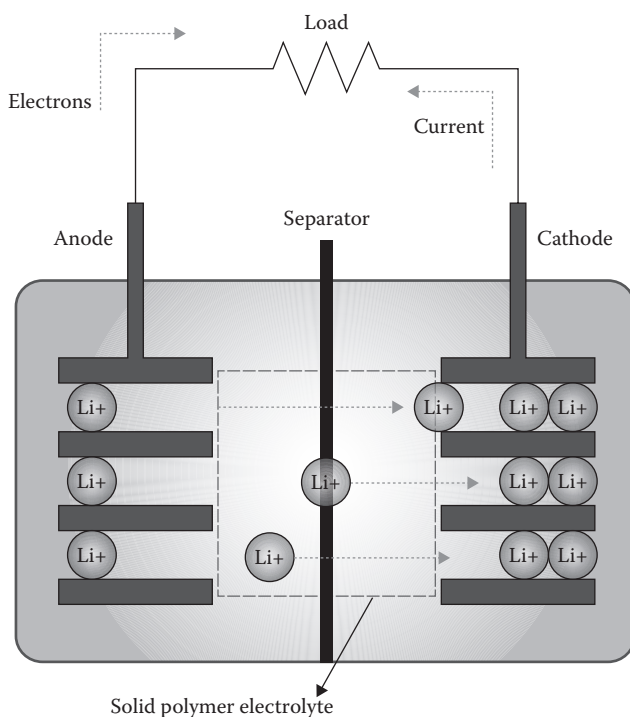 Load
Electrons
Current
Separator
Anode
Cathode
Li+
Li+
Li+
Li+
Li+
Li+
Li+
Li+
Li+
Li+
Li+
Li+
Solid polymer electrolyte